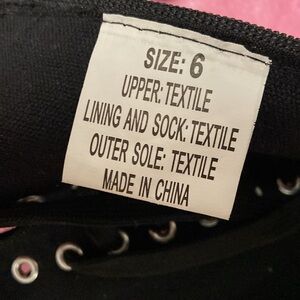 SIZE: 6
UPPER: TEXTILE
LINING AND SOCK: TEXTILE
OUTER SOLE: TEXTILE
MADE IN CHINA